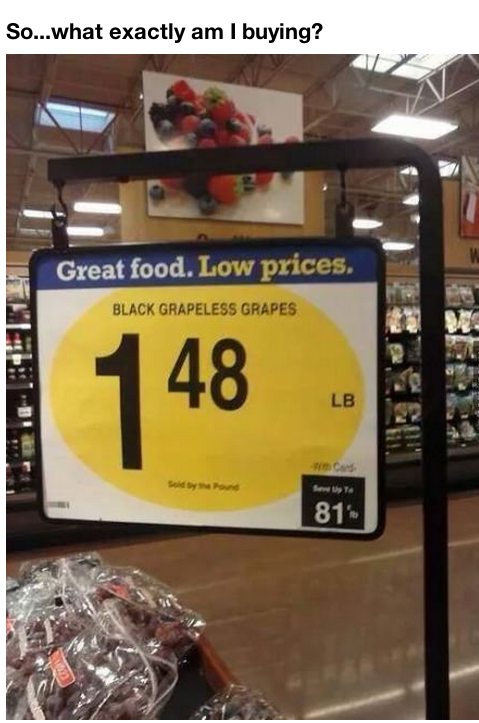 So...what exactly am I buying?
Great food. Low prices.
BLACK GRAPELESS GRAPES
1 48
LB
-With Card-
Sold by the Pound
Save Up To
81¢ lb